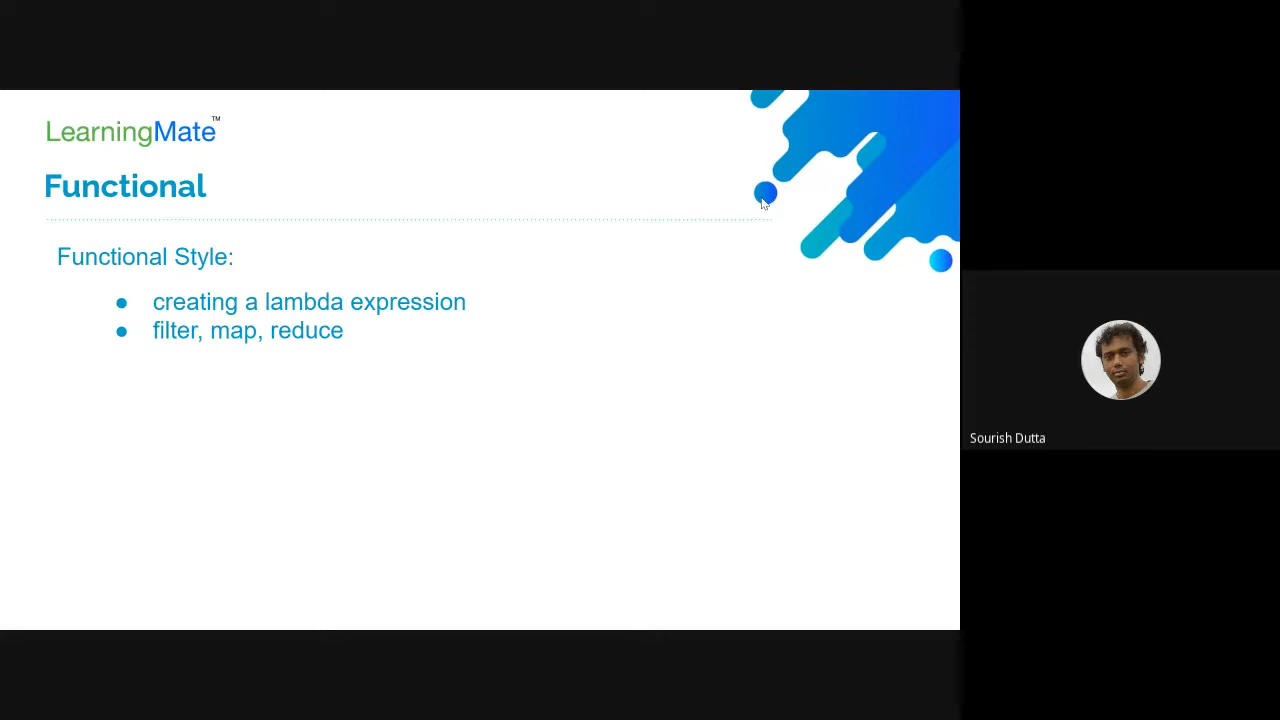 LearningMate™
Functional
Functional Style:
● creating a lambda expression
● filter, map, reduce
Sourish Dutta